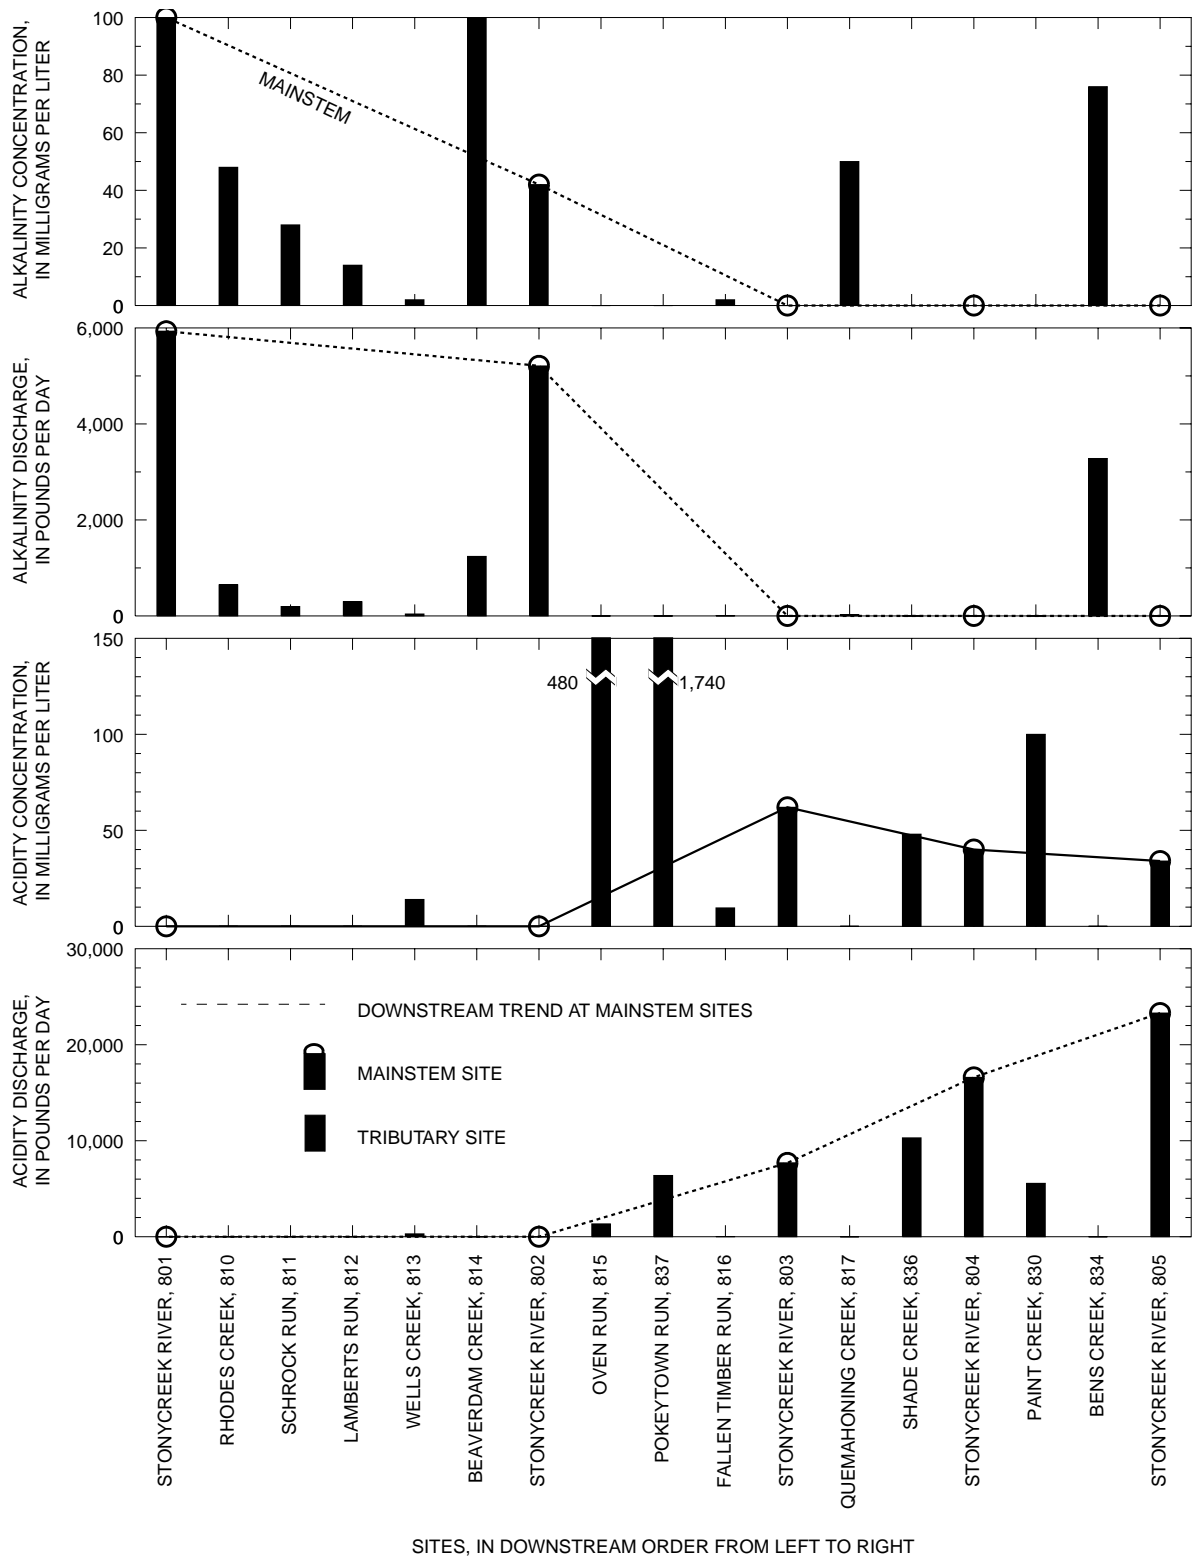 ALKALINITY CONCENTRATION,
IN MILLIGRAMS PER LITER
100
80
60
40
20
0
MAINSTEM
ALKALINITY DISCHARGE,
IN POUNDS PER DAY
6,000
4,000
2,000
0
ACIDITY CONCENTRATION,
IN MILLIGRAMS PER LITER
150
100
50
0
480
1,740
ACIDITY DISCHARGE,
IN POUNDS PER DAY
30,000
20,000
10,000
0
DOWNSTREAM TREND AT MAINSTEM SITES
MAINSTEM SITE
TRIBUTARY SITE
STONYCREEK RIVER, 801
RHODES CREEK, 810
SCHROCK RUN, 811
LAMBERTS RUN, 812
WELLS CREEK, 813
BEAVERDAM CREEK, 814
STONYCREEK RIVER, 802
OVEN RUN, 815
POKEYTOWN RUN, 837
FALLEN TIMBER RUN, 816
STONYCREEK RIVER, 803
QUEMAHONING CREEK, 817
SHADE CREEK, 836
STONYCREEK RIVER, 804
PAINT CREEK, 830
BENS CREEK, 834
STONYCREEK RIVER, 805
SITES, IN DOWNSTREAM ORDER FROM LEFT TO RIGHT